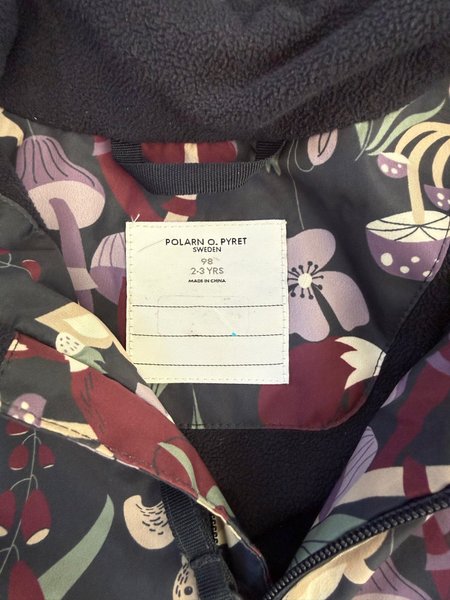 POLARN O. PYRET
SWEDEN
98
2-3 YRS
MADE IN CHINA